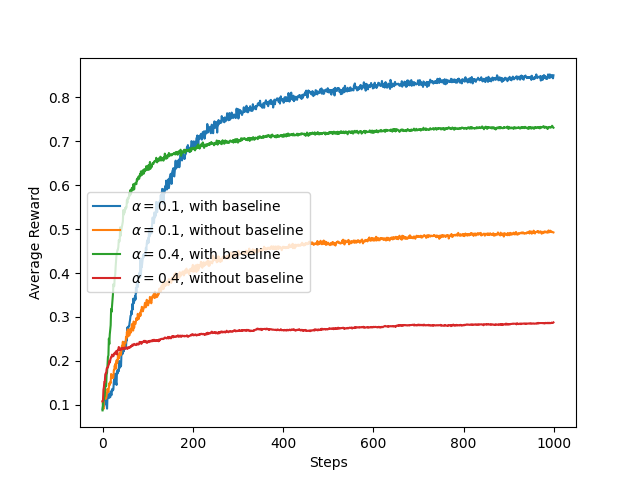 0.8
0.7
0.6
0.5
0.4
0.3
0.2
0.1
Average Reward
α = 0.1, with baseline
α = 0.1, without baseline
α = 0.4, with baseline
α = 0.4, without baseline
0 200 400 600 800 1000
Steps